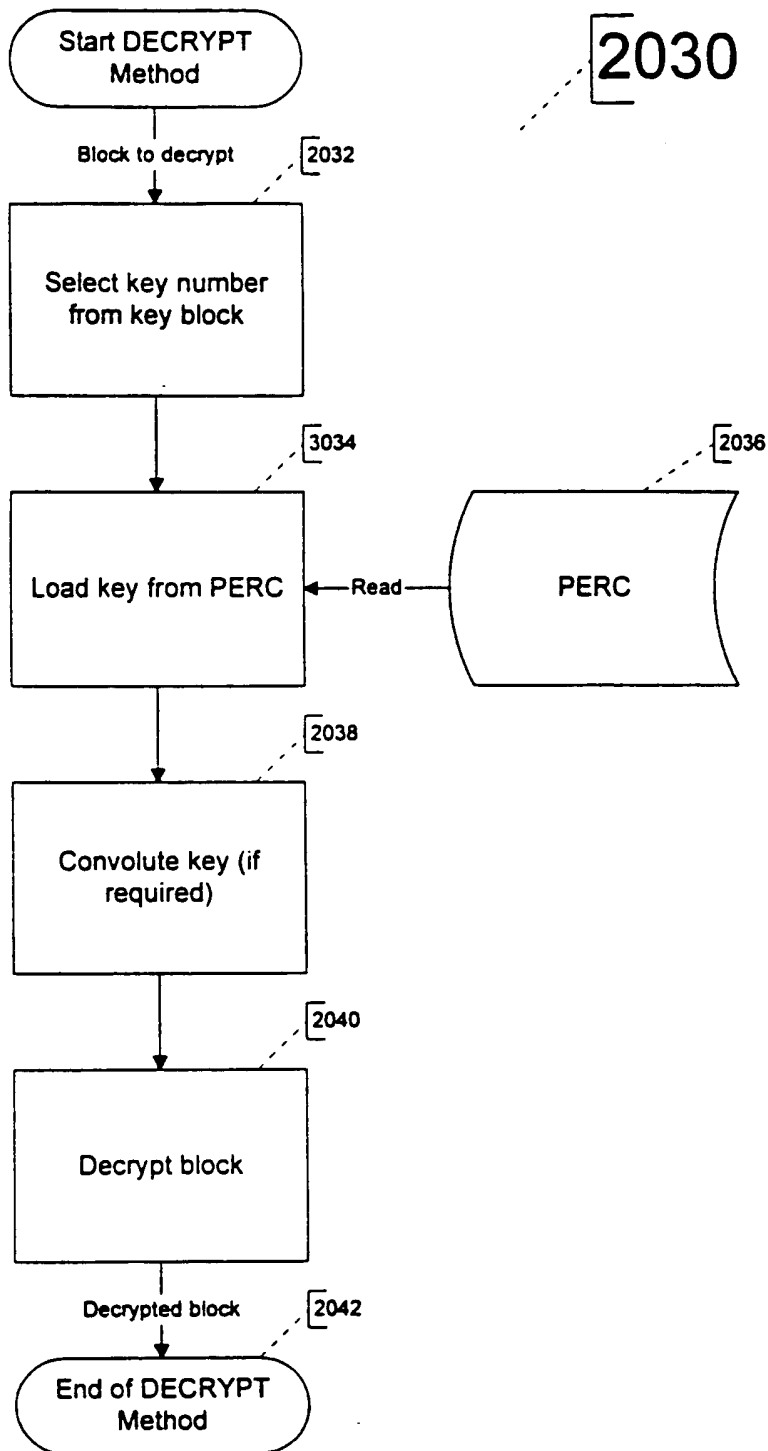 Start DECRYPT
Method
2030
Block to decrypt
2032
Select key number
from key block
3034
2036
Load key from PERC
Read
PERC
2038
Convolute key (if
required)
2040
Decrypt block
Decrypted block
2042
End of DECRYPT
Method